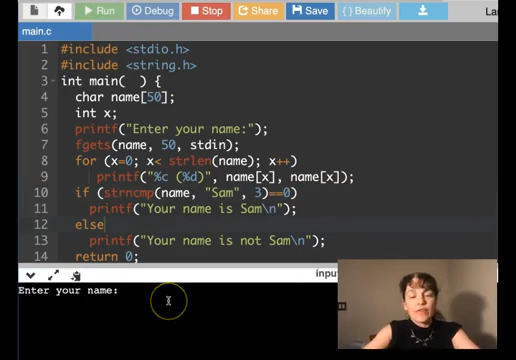 Run Debug Stop Share Save { } Beautify
main.c
1 #include <stdio.h>
2 #include <string.h>
3 int main(  ) {
4 char name[50];
5 int x;
6 printf("Enter your name:");
7 fgets(name, 50, stdin);
8 for (x=0; x< strlen(name); x++)
9 printf("%c (%d)", name[x], name[x]);
10 if (strncmp(name, "Sam", 3)==0)
11 printf("Your name is Sam\n");
12 else
13 printf("Your name is not Sam\n");
14 return 0;
Enter your name: